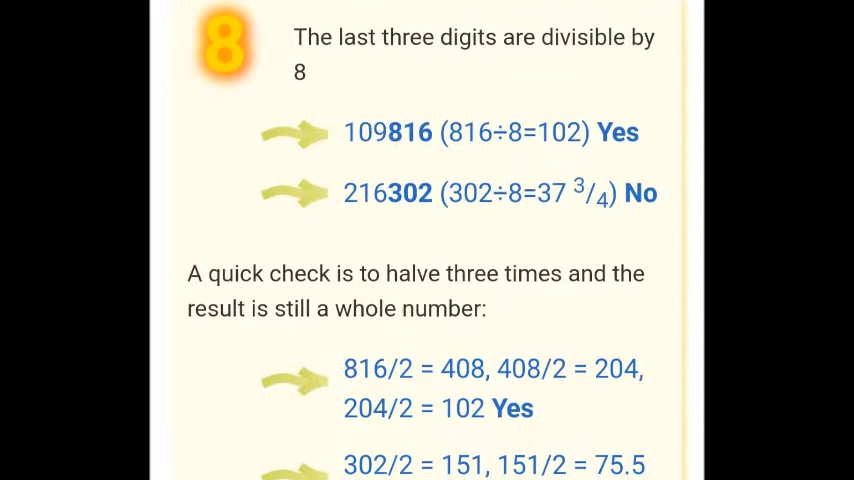 8
The last three digits are divisible by
8
109816 (816÷8=102) Yes
216302 (302÷8=37 3/4) No
A quick check is to halve three times and the
result is still a whole number:
816/2 = 408, 408/2 = 204,
204/2 = 102 Yes
302/2 = 151, 151/2 = 75.5